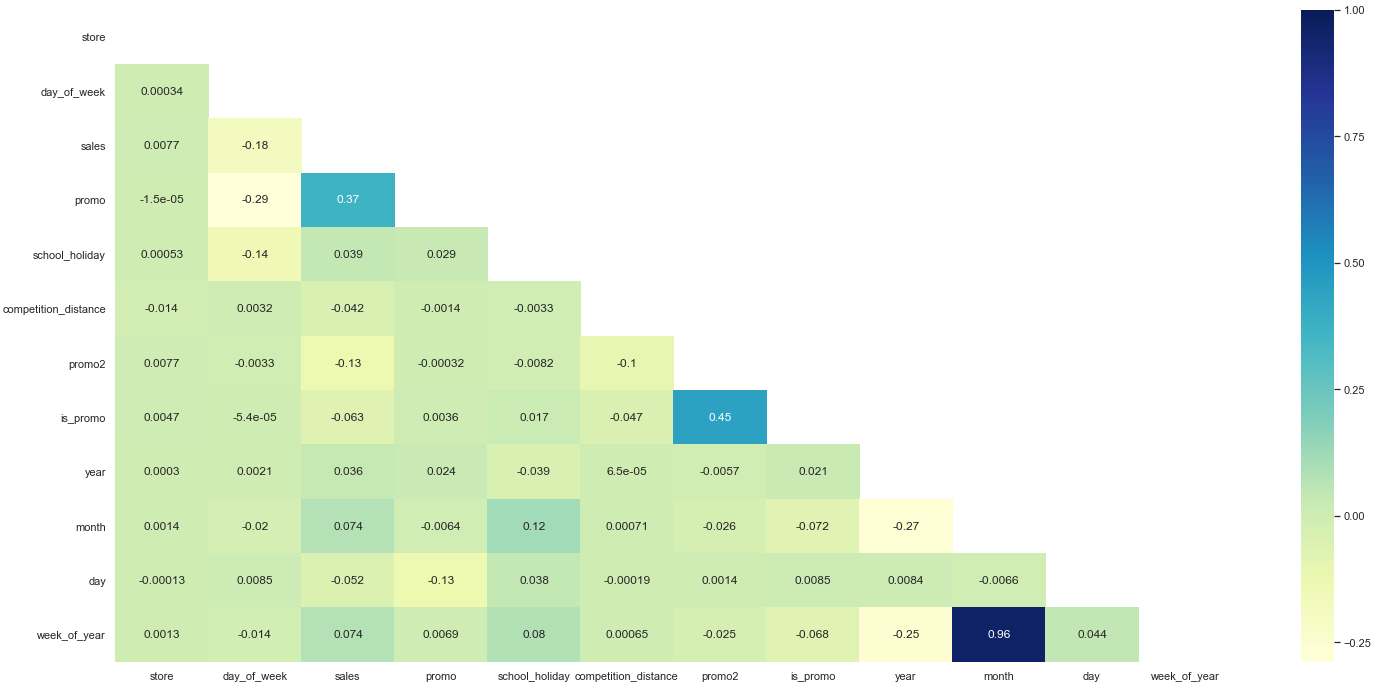 store
day_of_week 0.00034
sales 0.0077 -0.18
promo -1.5e-05 -0.29 0.37
school_holiday 0.00053 -0.14 0.039 0.029
competition_distance -0.014 0.0032 -0.042 -0.0014 -0.0033
promo2 0.0077 -0.0033 -0.13 -0.00032 -0.0082 -0.1
is_promo 0.0047 -5.4e-05 -0.063 0.0036 0.017 -0.047 0.45
year 0.0003 0.0021 0.036 0.024 -0.039 6.5e-05 -0.0057 0.021
month 0.0014 -0.02 0.074 -0.0064 0.12 0.00071 -0.026 -0.072 -0.27
day -0.00013 0.0085 -0.052 -0.13 0.038 -0.00019 0.0014 0.0085 0.0084 -0.0066
week_of_year 0.0013 -0.014 0.074 0.0069 0.08 0.00065 -0.025 -0.068 -0.25 0.96 0.044
store day_of_week sales promo school_holiday competition_distance promo2 is_promo year month day week_of_year
1.00
0.75
0.50
0.25
0.00
−0.25